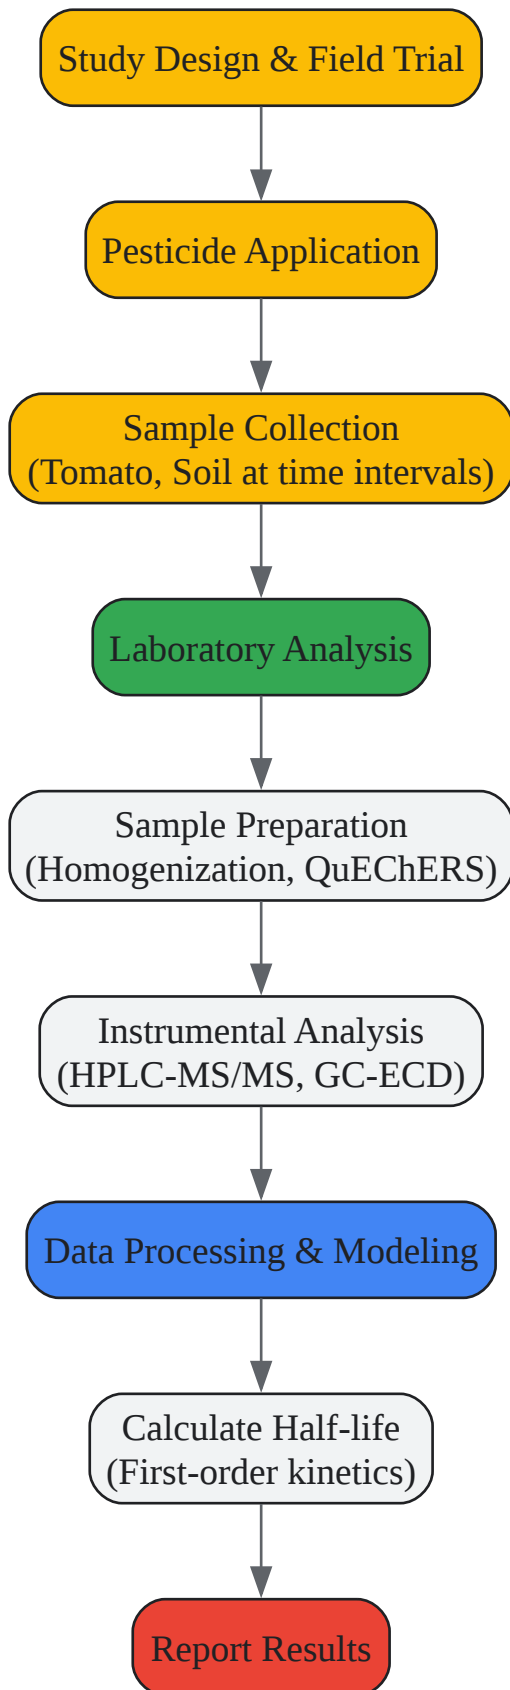 Study Design & Field Trial
Pesticide Application
Sample Collection
(Tomato, Soil at time intervals)
Laboratory Analysis
Sample Preparation
(Homogenization, QuEChERS)
Instrumental Analysis
(HPLC-MS/MS, GC-ECD)
Data Processing & Modeling
Calculate Half-life
(First-order kinetics)
Report Results